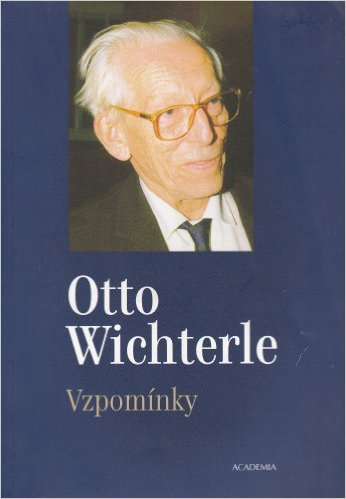 Otto
Wichterle
Vzpomínky
ACADEMIA